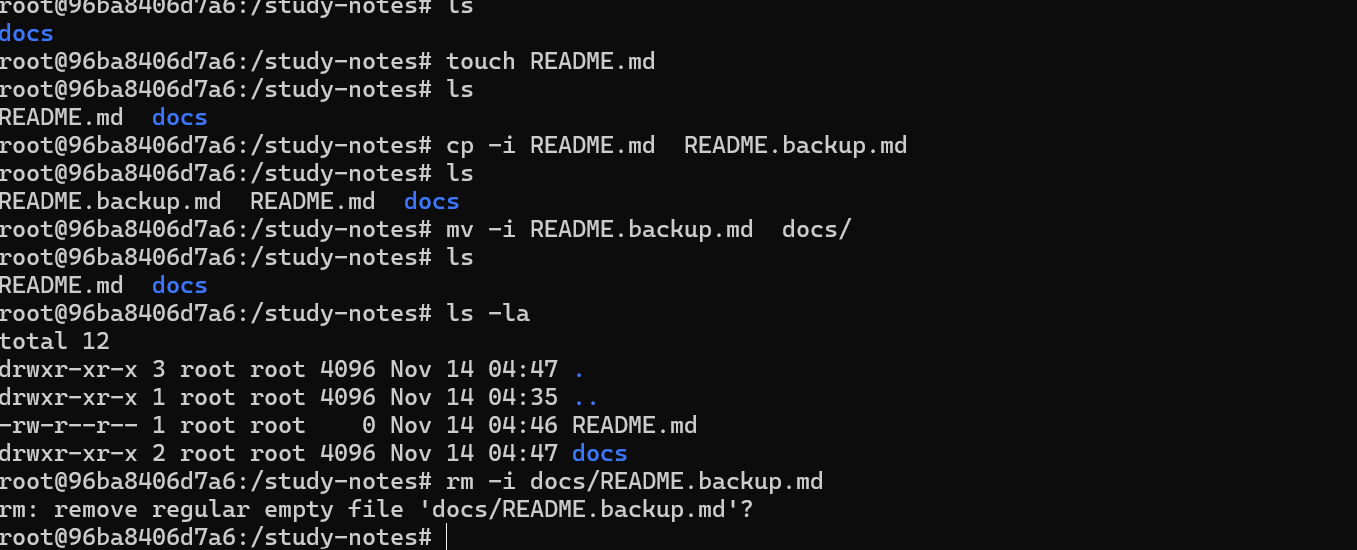 root@96ba8406d7a6:/study-notes# ls
docs
root@96ba8406d7a6:/study-notes# touch README.md
root@96ba8406d7a6:/study-notes# ls
README.md  docs
root@96ba8406d7a6:/study-notes# cp -i README.md  README.backup.md
root@96ba8406d7a6:/study-notes# ls
README.backup.md  README.md  docs
root@96ba8406d7a6:/study-notes# mv -i README.backup.md  docs/
root@96ba8406d7a6:/study-notes# ls
README.md  docs
root@96ba8406d7a6:/study-notes# ls -la
total 12
drwxr-xr-x 3 root root 4096 Nov 14 04:47 .
drwxr-xr-x 1 root root 4096 Nov 14 04:35 ..
-rw-r--r-- 1 root root    0 Nov 14 04:46 README.md
drwxr-xr-x 2 root root 4096 Nov 14 04:47 docs
root@96ba8406d7a6:/study-notes# rm -i docs/README.backup.md
rm: remove regular empty file 'docs/README.backup.md'?
root@96ba8406d7a6:/study-notes#